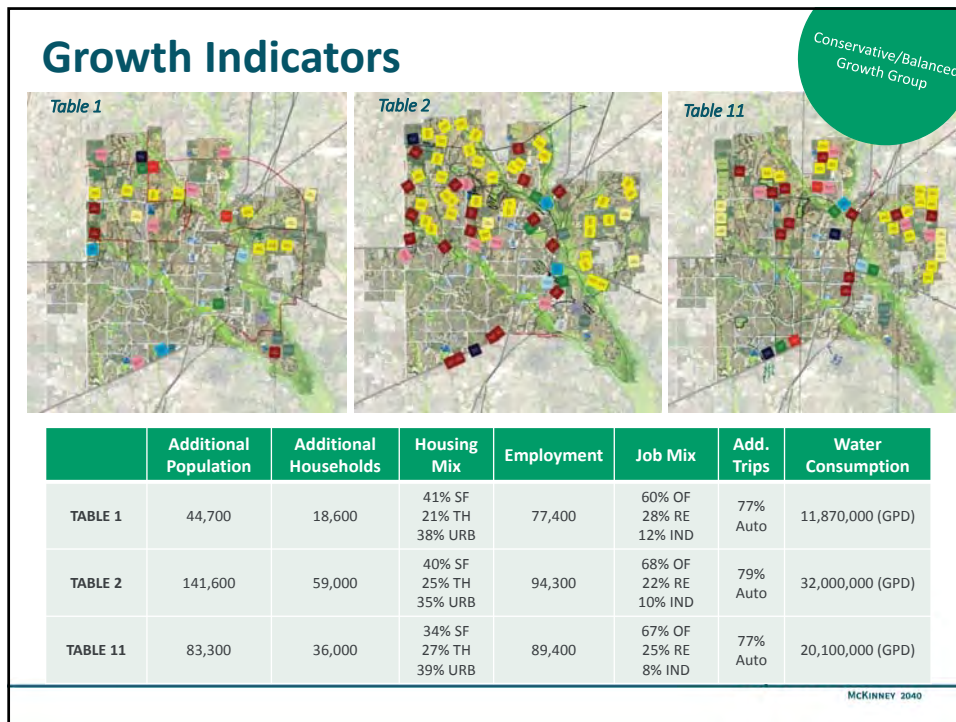 Growth Indicators
Conservative/Balanced
Growth Group
Table 1
Table 2
Table 11
Additional Population Additional Households Housing Mix Employment Job Mix Add. Trips Water Consumption
TABLE 1 44,700 18,600 41% SF 21% TH 38% URB 77,400 60% OF 28% RE 12% IND 77% Auto 11,870,000 (GPD)
TABLE 2 141,600 59,000 40% SF 25% TH 35% URB 94,300 68% OF 22% RE 10% IND 79% Auto 32,000,000 (GPD)
TABLE 11 83,300 36,000 34% SF 27% TH 39% URB 89,400 67% OF 25% RE 8% IND 77% Auto 20,100,000 (GPD)
MCKINNEY 2040